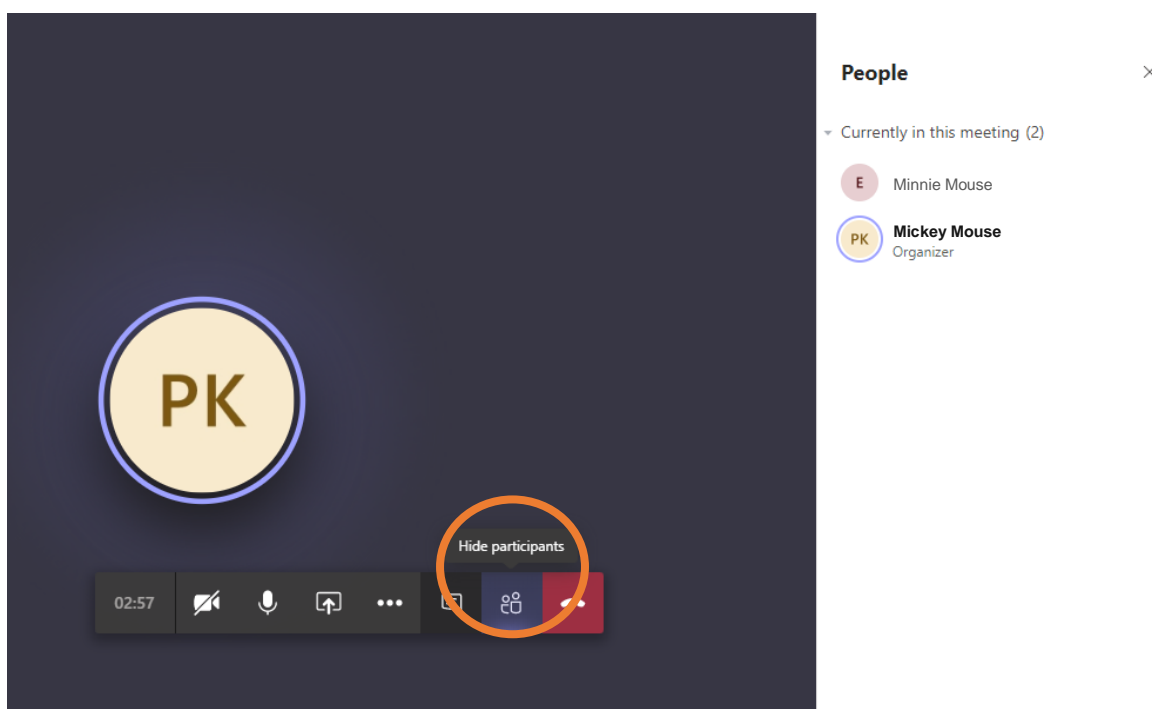 People
Currently in this meeting (2)
E
Minnie Mouse
PK
Mickey Mouse
Organizer
PK
Hide participants
02:57